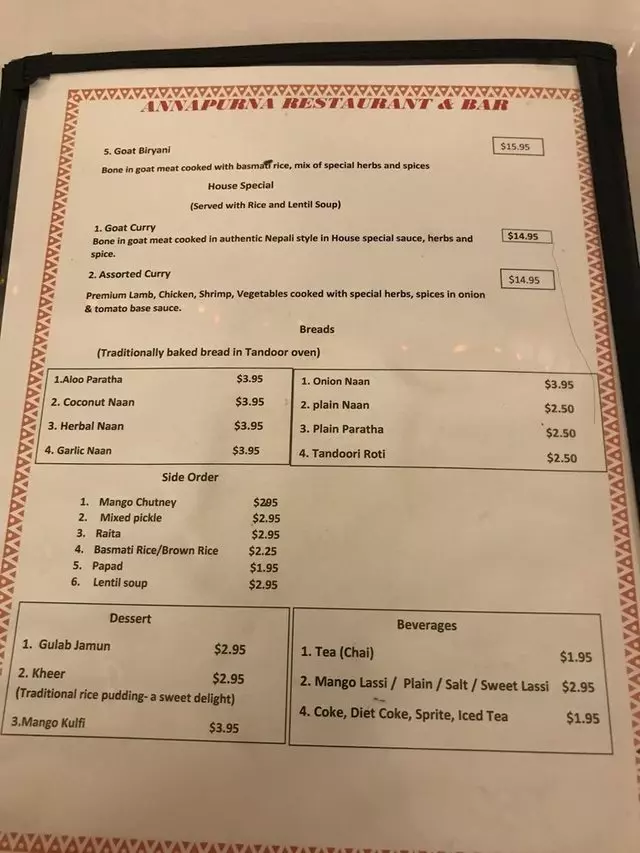 ANNAPURNA RESTAURANT & BAR
5. Goat Biryani $15.95
Bone in goat meat cooked with basmati rice, mix of special herbs and spices
House Special
(Served with Rice and Lentil Soup)
1. Goat Curry $14.95
Bone in goat meat cooked in authentic Nepali style in House special sauce, herbs and
spice.
2. Assorted Curry $14.95
Premium Lamb, Chicken, Shrimp, Vegetables cooked with special herbs, spices in onion
& tomato base sauce.
Breads
(Traditionally baked bread in Tandoor oven)
1.Aloo Paratha $3.95
2. Coconut Naan $3.95
3. Herbal Naan $3.95
4. Garlic Naan $3.95
1. Onion Naan $3.95
2. plain Naan $2.50
3. Plain Paratha $2.50
4. Tandoori Roti $2.50
Side Order
1. Mango Chutney $295
2. Mixed pickle $2.95
3. Raita $2.95
4. Basmati Rice/Brown Rice $2.25
5. Papad $1.95
6. Lentil soup $2.95
Dessert
1. Gulab Jamun $2.95
2. Kheer $2.95
(Traditional rice pudding- a sweet delight)
3.Mango Kulfi $3.95
Beverages
1. Tea (Chai) $1.95
2. Mango Lassi / Plain / Salt / Sweet Lassi $2.95
4. Coke, Diet Coke, Sprite, Iced Tea $1.95